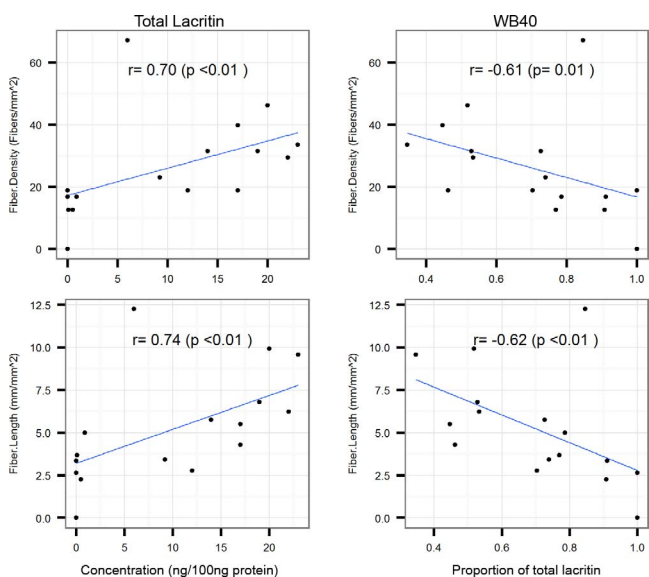 Total Lacritin
WB40
r= 0.70 (p <0.01 )
r= -0.61 (p= 0.01 )
Fiber.Density (Fibers/mm^2)
60
40
20
0
0 5 10 15 20
Fiber.Density (Fibers/mm^2)
60
40
20
0
0.4 0.6 0.8 1.0
r= 0.74 (p <0.01 )
r= -0.62 (p <0.01 )
Fiber.Length (mm/mm^2)
12.5
10.0
7.5
5.0
2.5
0.0
0 5 10 15 20
Fiber.Length (mm/mm^2)
12.5
10.0
7.5
5.0
2.5
0.0
0.4 0.6 0.8 1.0
Concentration (ng/100ng protein)
Proportion of total lacritin